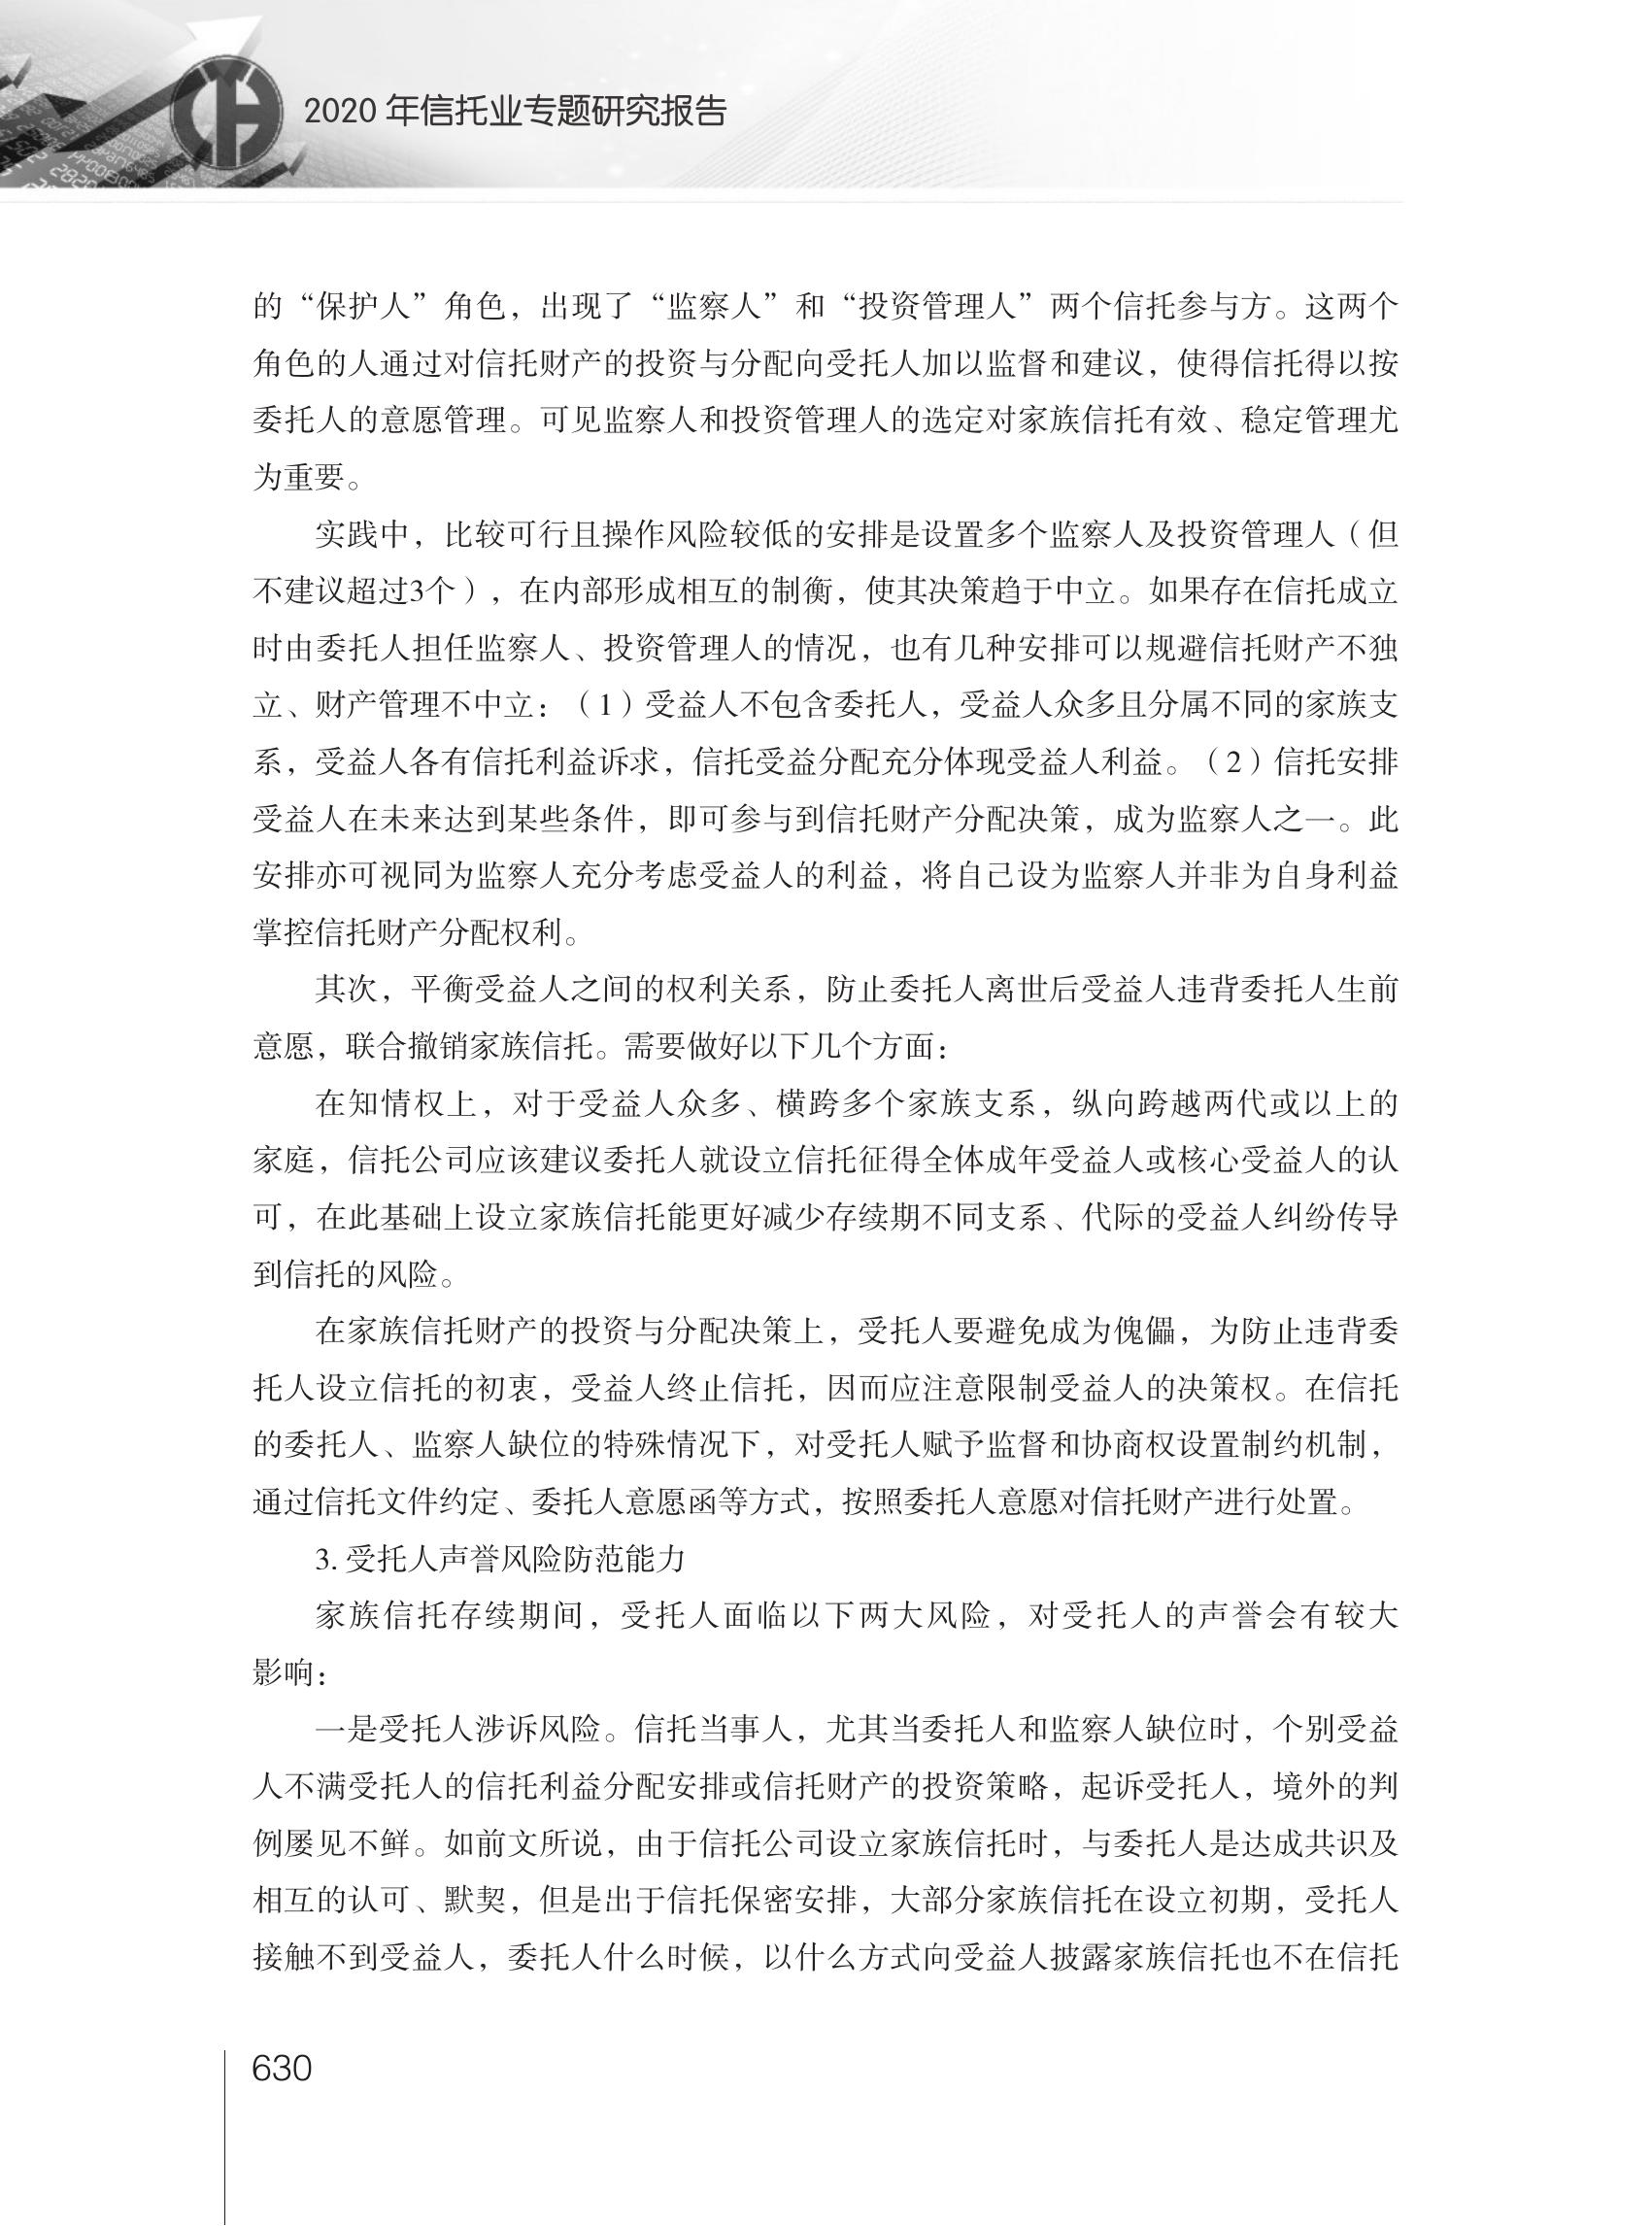 2020 年信托业专题研究报告
的“保护人”角色，出现了“监察人”和“投资管理人”两个信托参与方。这两个
角色的人通过对信托财产的投资与分配向受托人加以监督和建议，使得信托得以按
委托人的意愿管理。可见监察人和投资管理人的选定对家族信托有效、稳定管理尤
为重要。
实践中，比较可行且操作风险较低的安排是设置多个监察人及投资管理人（但
不建议超过3个），在内部形成相互的制衡，使其决策趋于中立。如果存在信托成立
时由委托人担任监察人、投资管理人的情况，也有几种安排可以规避信托财产不独
立、财产管理不中立：（1）受益人不包含委托人，受益人众多且分属不同的家族支
系，受益人各有信托利益诉求，信托受益分配充分体现受益人利益。（2）信托安排
受益人在未来达到某些条件，即可参与到信托财产分配决策，成为监察人之一。此
安排亦可视同为监察人充分考虑受益人的利益，将自己设为监察人并非为自身利益
掌控信托财产分配权利。
其次，平衡受益人之间的权利关系，防止委托人离世后受益人违背委托人生前
意愿，联合撤销家族信托。需要做好以下几个方面：
在知情权上，对于受益人众多、横跨多个家族支系，纵向跨越两代或以上的
家庭，信托公司应该建议委托人就设立信托征得全体成年受益人或核心受益人的认
可，在此基础上设立家族信托能更好减少存续期不同支系、代际的受益人纠纷传导
到信托的风险。
在家族信托财产的投资与分配决策上，受托人要避免成为傀儡，为防止违背委
托人设立信托的初衷，受益人终止信托，因而应注意限制受益人的决策权。在信托
的委托人、监察人缺位的特殊情况下，对受托人赋予监督和协商权设置制约机制，
通过信托文件约定、委托人意愿函等方式，按照委托人意愿对信托财产进行处置。
3. 受托人声誉风险防范能力
家族信托存续期间，受托人面临以下两大风险，对受托人的声誉会有较大
影响：
一是受托人涉诉风险。信托当事人，尤其当委托人和监察人缺位时，个别受益
人不满受托人的信托利益分配安排或信托财产的投资策略，起诉受托人，境外的判
例屡见不鲜。如前文所说，由于信托公司设立家族信托时，与委托人是达成共识及
相互的认可、默契，但是出于信托保密安排，大部分家族信托在设立初期，受托人
接触不到受益人，委托人什么时候，以什么方式向受益人披露家族信托也不在信托
630